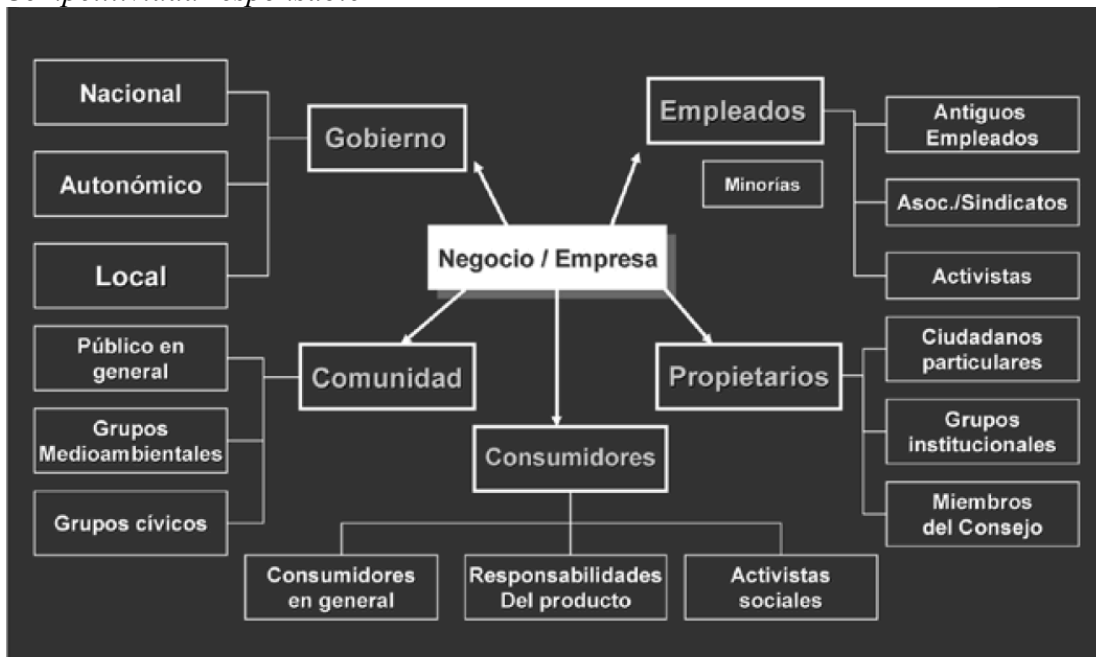 Competitividad responsable
Nacional
Autonómico
Local
Gobierno
Empleados
Minorías
Antiguos
Empleados
Asoc./Sindicatos
Activistas
Negocio / Empresa
Público en
general
Grupos
Medioambientales
Grupos cívicos
Comunidad
Consumidores
Propietarios
Ciudadanos
particulares
Grupos
institucionales
Miembros
del Consejo
Consumidores
en general
Responsabilidades
Del producto
Activistas
sociales